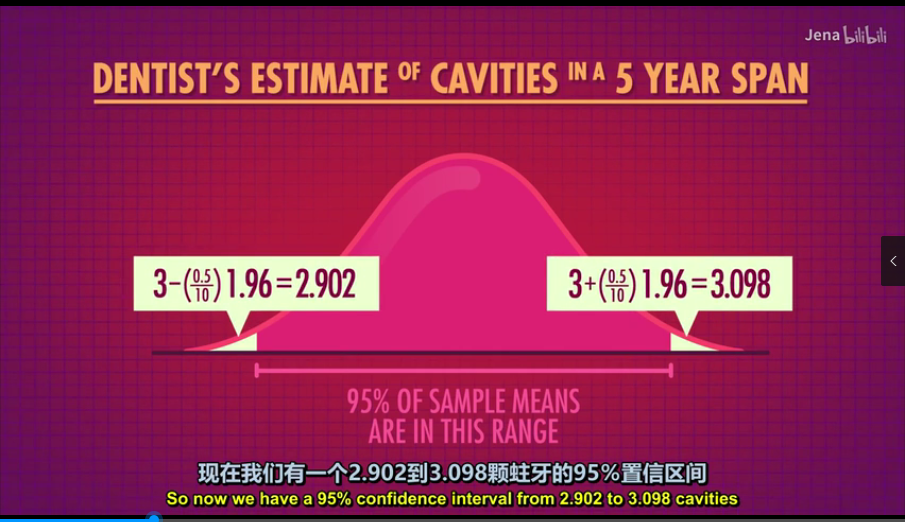 Jena bilibili
DENTIST'S ESTIMATE OF CAVITIES IN A 5 YEAR SPAN
3-(0.5/10)1.96=2.902
3+(0.5/10)1.96=3.098
95% OF SAMPLE MEANS
ARE IN THIS RANGE
现在我们有一个2.902到3.098颗蛀牙的95%置信区间
So now we have a 95% confidence interval from 2.902 to 3.098 cavities